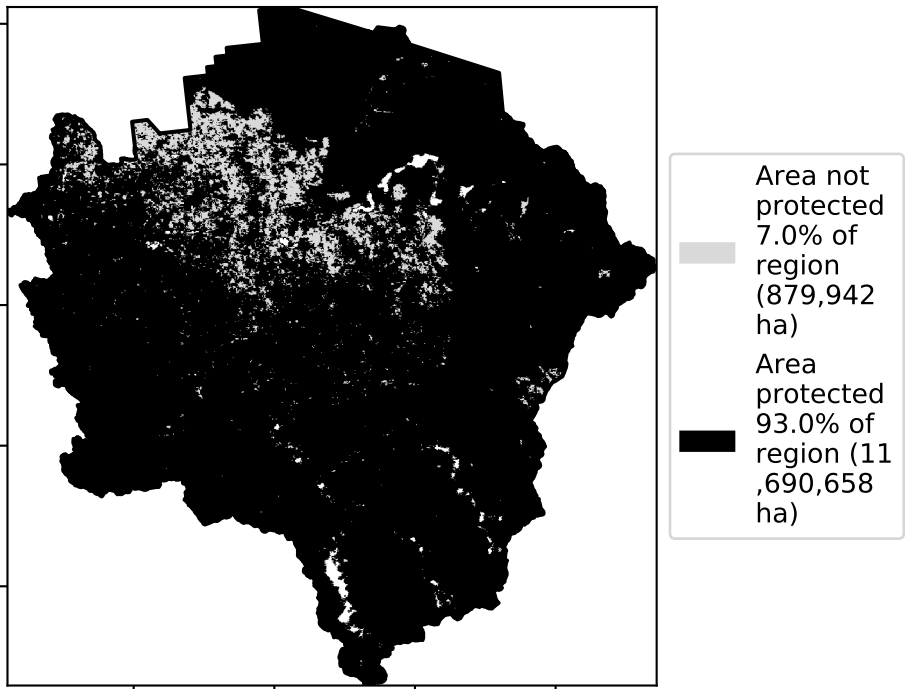 Area not
protected
7.0% of
region
(879,942
ha)
Area
protected
93.0% of
region (11
,690,658
ha)